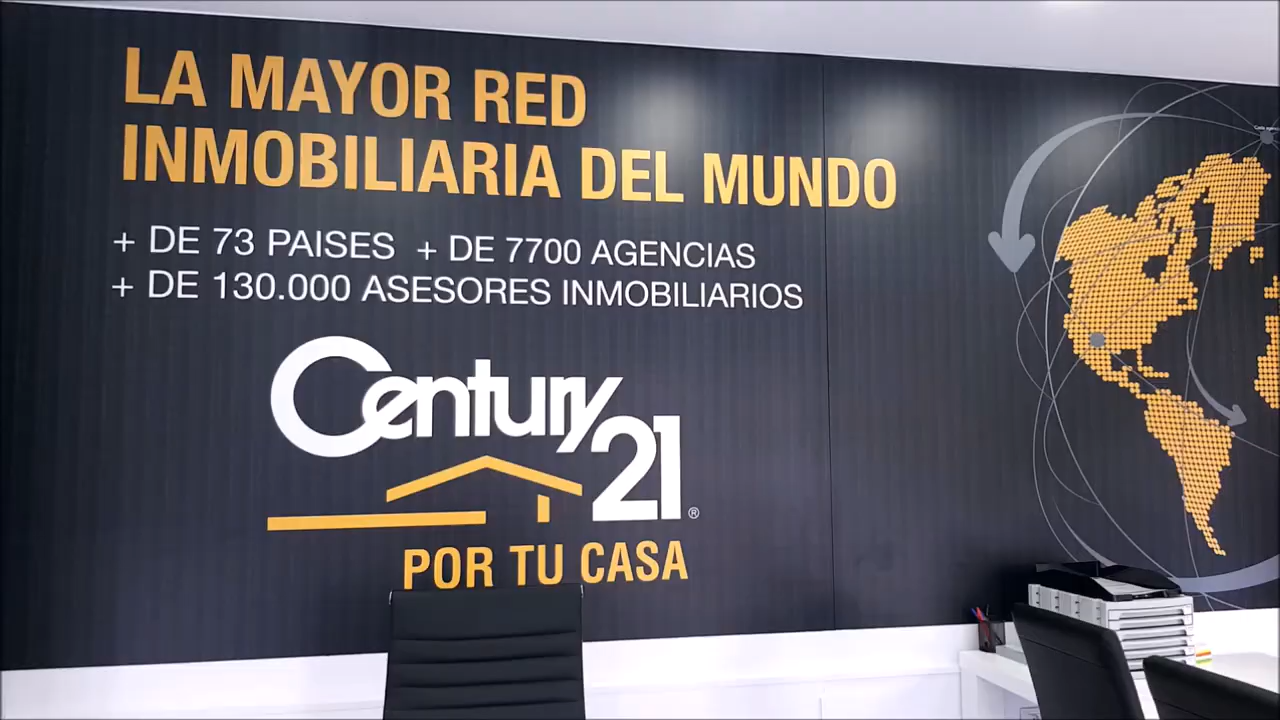 LA MAYOR RED
INMOBILIARIA DEL MUNDO
+ DE 73 PAISES + DE 7700 AGENCIAS
+ DE 130.000 ASESORES INMOBILIARIOS
Century
21®
POR TU CASA